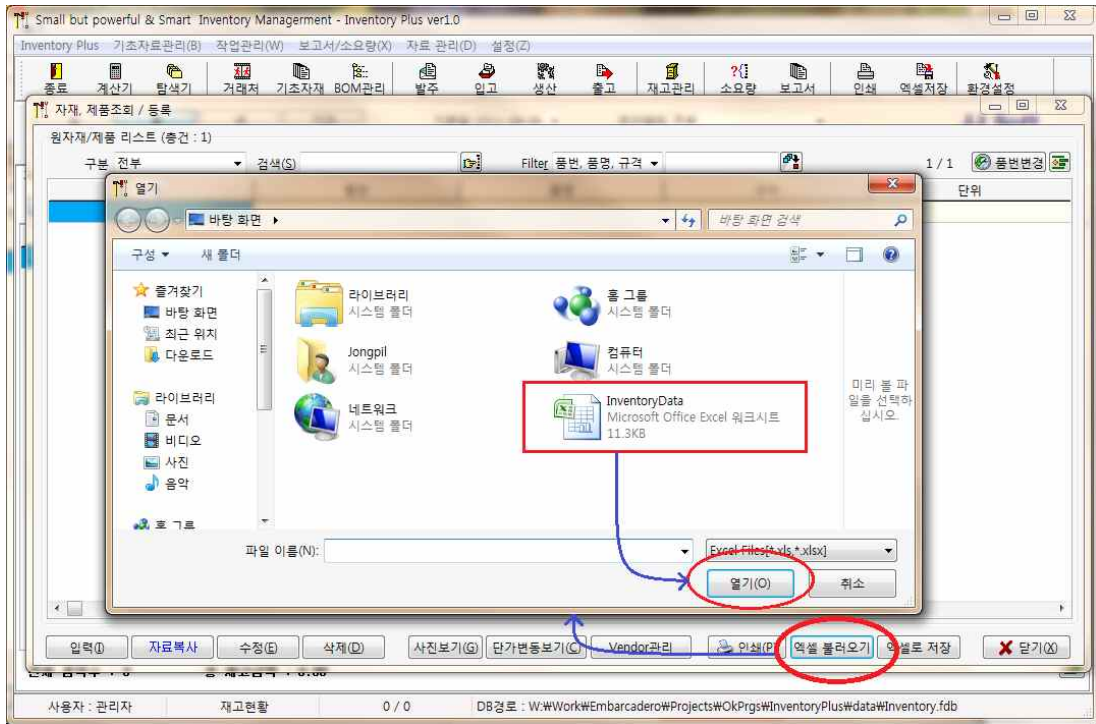 Small but powerful & Smart Inventory Managerment - Inventory Plus ver1.0
Inventory Plus 기초자료관리(B) 작업관리(W) 보고서/소요량(X) 자료 관리(D) 설정(Z)
종료 계산기 탐색기 거래처 기초자재 BOM관리 발주 입고 생산 출고 재고관리 소요량 보고서 인쇄 엑셀저장 환경설정
자재, 제품조회 / 등록
원자재/제품 리스트 (총건 : 1)
구분 전부 검색(S) Filter 품번, 품명, 규격 1 / 1 품번변경
단위
열기
바탕 화면
바탕 화면 검색
구성 새 폴더
즐겨찾기
바탕 화면
최근 위치
다운로드
라이브러리
문서
비디오
사진
음악
홈 그룹
라이브러리
시스템 폴더
홈 그룹
시스템 폴더
Jongpil
시스템 폴더
컴퓨터
시스템 폴더
네트워크
시스템 폴더
InventoryData
Microsoft Office Excel 워크시트
11.3KB
미리 볼 파
일을 선택하
십시오.
파일 이름(N): Excel Files[*.xls,*.xlsx]
열기(O) 취소
입력(I) 자료복사 수정(E) 삭제(D) 사진보기(G) 단가변동보기(C) Vendor관리 인쇄(P) 엑셀 불러오기 엑셀로 저장 닫기(X)
사용자 : 관리자 재고현황 0 / 0 DB경로 : W:₩Work₩Embarcadero₩Projects₩OkPrgs₩InventoryPlus₩data₩Inventory.fdb